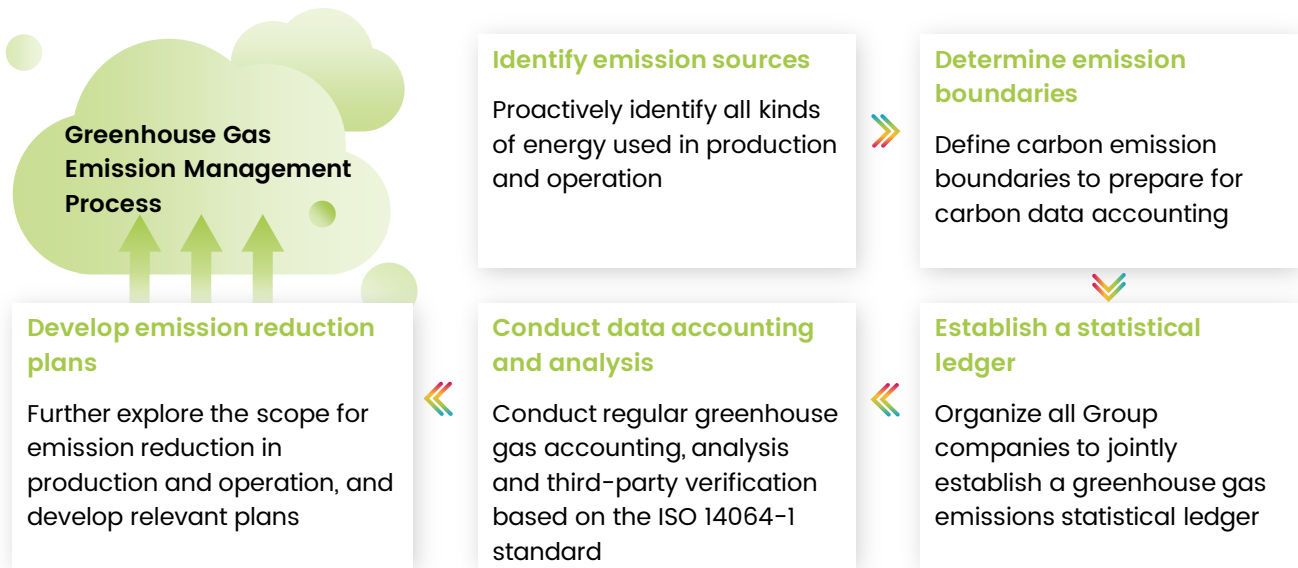 Greenhouse Gas
Emission Management
Process
Identify emission sources
Proactively identify all kinds
of energy used in production
and operation
Determine emission
boundaries
Define carbon emission
boundaries to prepare for
carbon data accounting
Establish a statistical
ledger
Organize all Group
companies to jointly
establish a greenhouse gas
emissions statistical ledger
Conduct data accounting
and analysis
Conduct regular greenhouse
gas accounting, analysis
and third-party verification
based on the ISO 14064-1
standard
Develop emission reduction
plans
Further explore the scope for
emission reduction in
production and operation, and
develop relevant plans